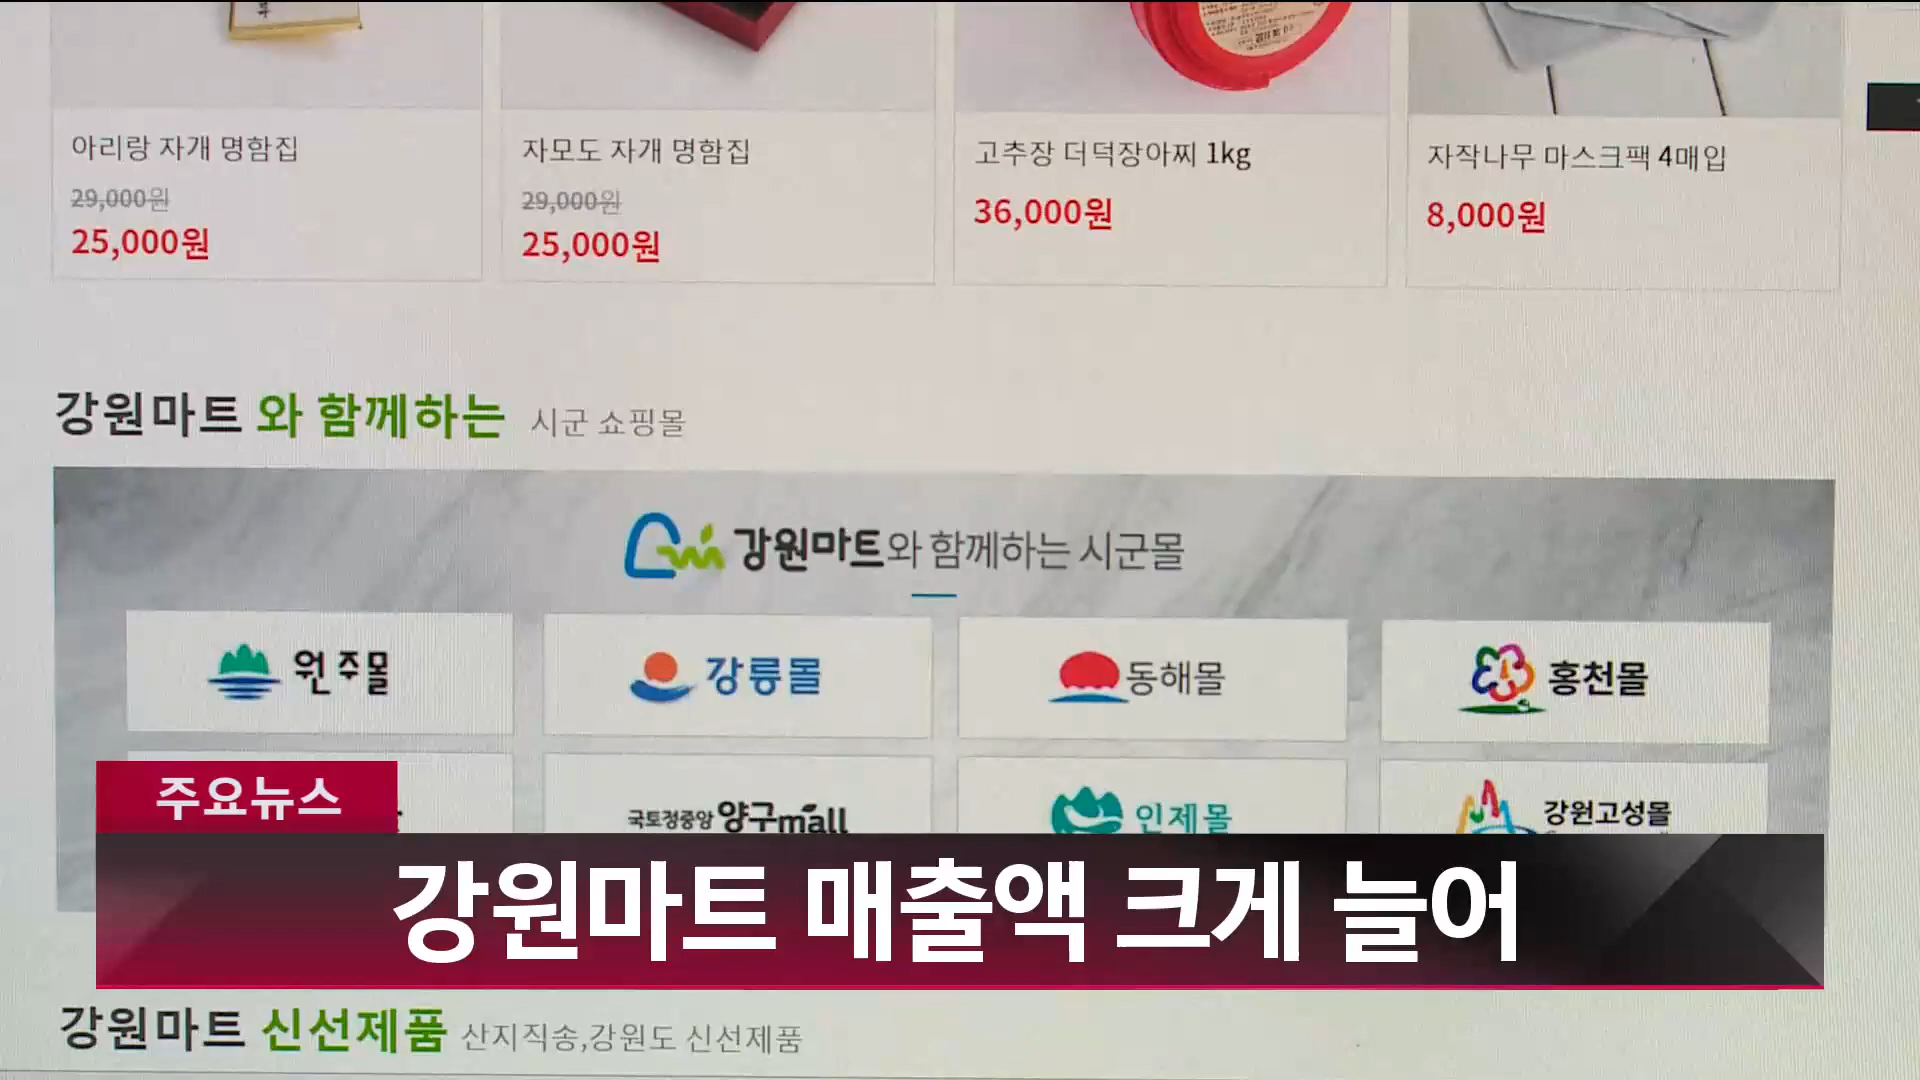 아리랑 자개 명함집
29,000원
25,000원
자모도 자개 명함집
29,000원
25,000원
고추장 더덕장아찌 1kg
36,000원
자작나무 마스크팩 4매입
8,000원
강원마트 와 함께하는 시군 쇼핑몰
강원마트와 함께하는 시군몰
원주몰
강릉몰
동해몰
홍천몰
국토정중앙 양구mall
인제몰
강원고성몰
주요뉴스
강원마트 매출액 크게 늘어
강원마트 신선제품 산지직송,강원도 신선제품